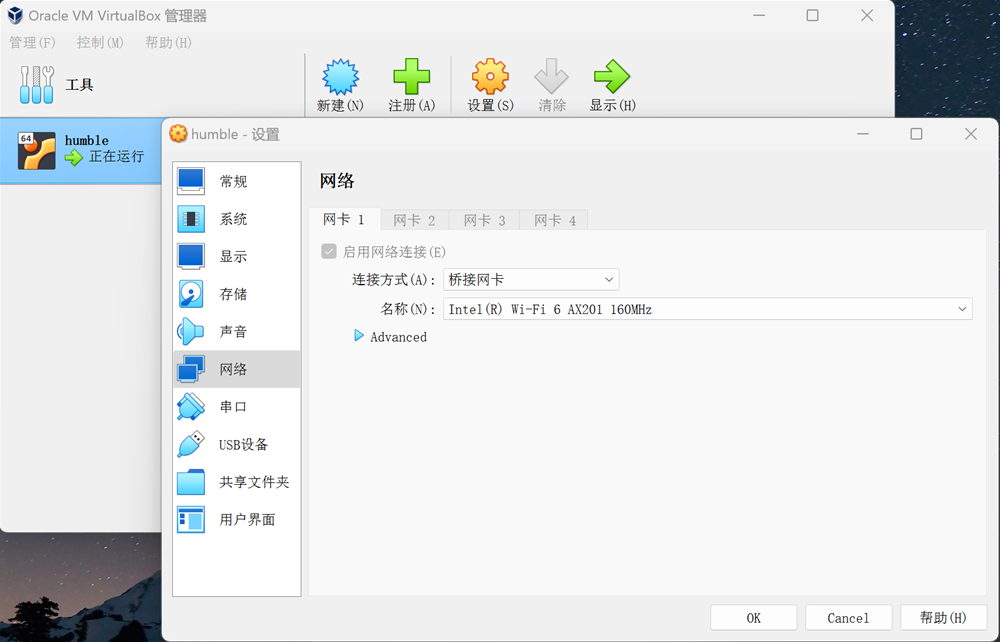 Oracle VM VirtualBox 管理器
管理(F) 控制(M) 帮助(H)
工具
新建(N) 注册(A) 设置(S) 清除 显示(H)
64
humble
正在运行
humble - 设置
常规
系统
显示
存储
声音
网络
串口
USB设备
共享文件夹
用户界面
网络
网卡 1 网卡 2 网卡 3 网卡 4
启用网络连接(E)
连接方式(A): 桥接网卡
名称(N): Intel(R) Wi-Fi 6 AX201 160MHz
Advanced
OK Cancel 帮助(H)